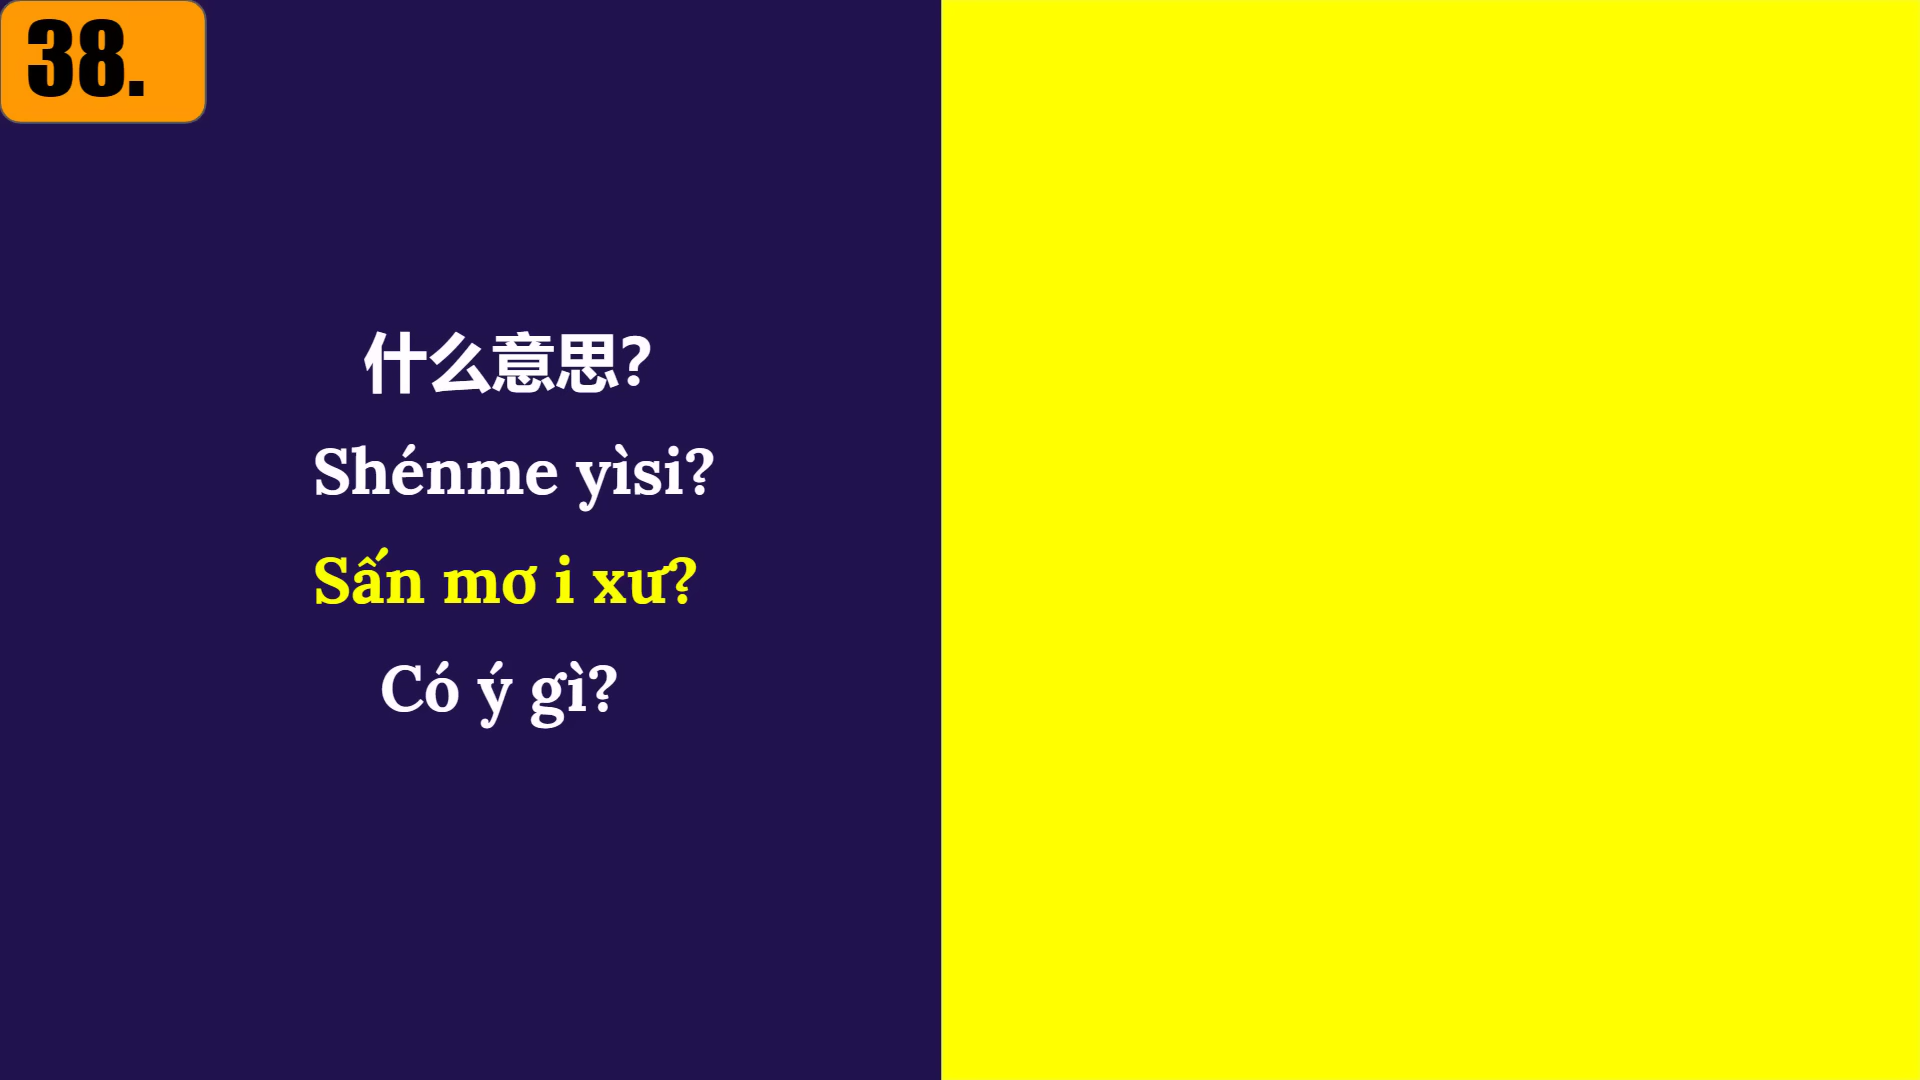 38.
什么意思?
Shénme yìsi?
Sấn mơ i xư?
Có ý gì?